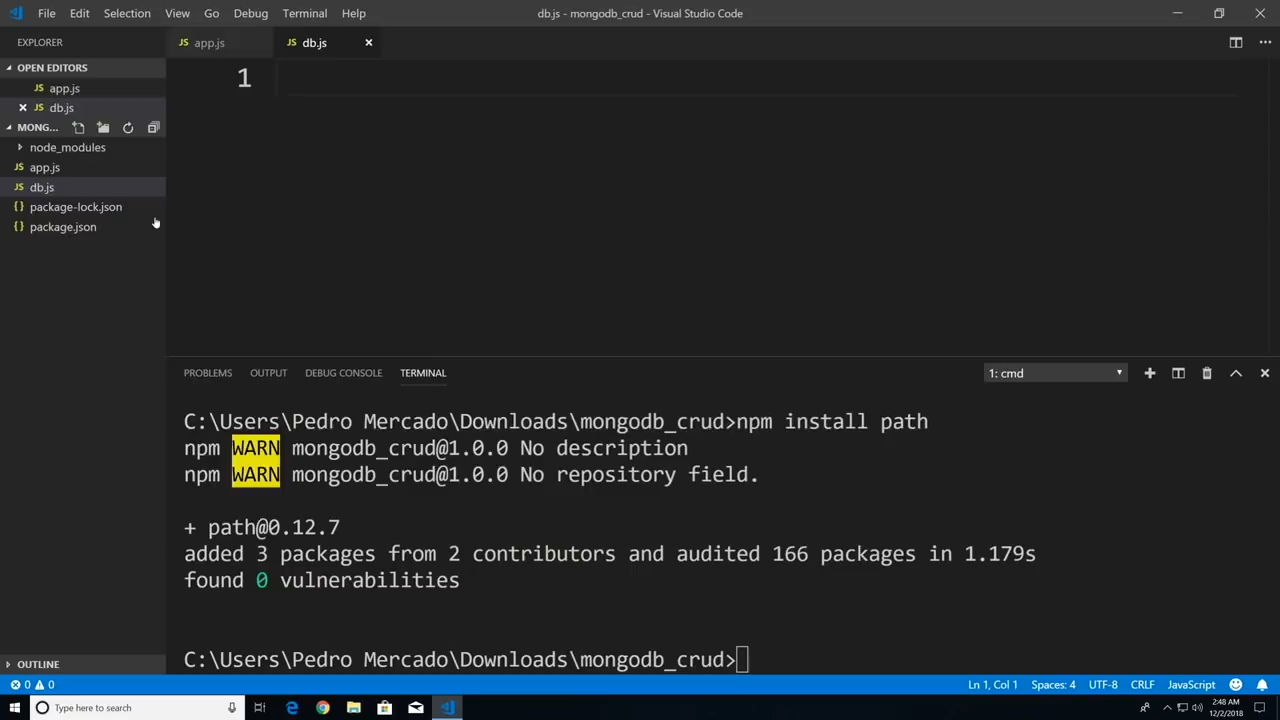 File Edit Selection View Go Debug Terminal Help
db.js - mongodb_crud - Visual Studio Code
EXPLORER
JS app.js
JS db.js
OPEN EDITORS
JS app.js
JS db.js
MONG...
node_modules
JS app.js
JS db.js
{} package-lock.json
{} package.json
1
PROBLEMS OUTPUT DEBUG CONSOLE TERMINAL
1: cmd
C:\Users\Pedro Mercado\Downloads\mongodb_crud>npm install path
npm WARN mongodb_crud@1.0.0 No description
npm WARN mongodb_crud@1.0.0 No repository field.
+ path@0.12.7
added 3 packages from 2 contributors and audited 166 packages in 1.179s
found 0 vulnerabilities
C:\Users\Pedro Mercado\Downloads\mongodb_crud>
OUTLINE
0 0
Ln 1, Col 1 Spaces: 4 UTF-8 CRLF JavaScript
Type here to search
2:48 AM
12/2/2018